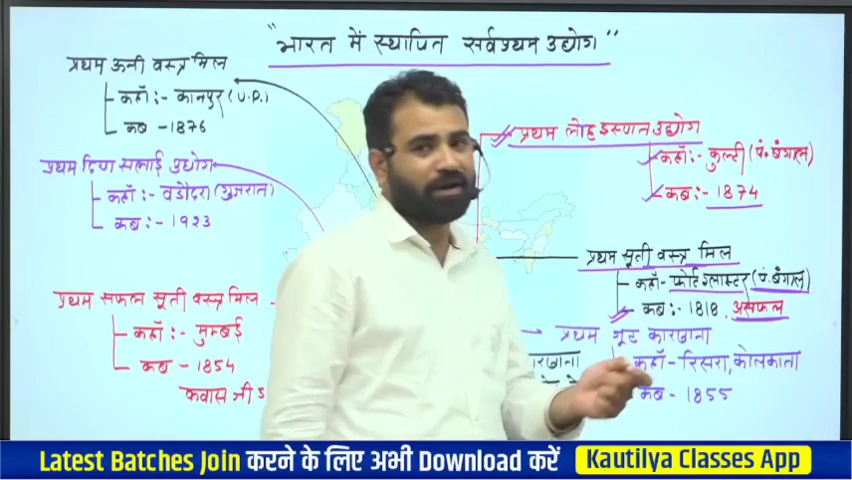 "भारत में स्थापित सर्वप्रथम उद्योग"
प्रथम ऊनी वस्त्र मिल
कहाँ:- कानपुर (U.P.)
कब - 1876
प्रथम दिया सलाई उद्योग
कहाँ:- वडोदरा (गुजरात)
कब:- 1923
प्रथम सफल सूती वस्त्र मिल -
कहाँ:- मुम्बई
कब - 1854
कवास जी
प्रथम लौह इस्पात उद्योग
कहाँ:- कुल्टी (पं. बंगाल)
कब:- 1874
प्रथम सूती वस्त्र मिल
कहाँ- फोर्ट ग्लास्टर (पं. बंगाल)
कब:- 1818, असफल
प्रथम जूट कारखाना
कहाँ - रिसरा, कोलकाता
कब - 1855
Latest Batches Join करने के लिए अभी Download करें Kautilya Classes App